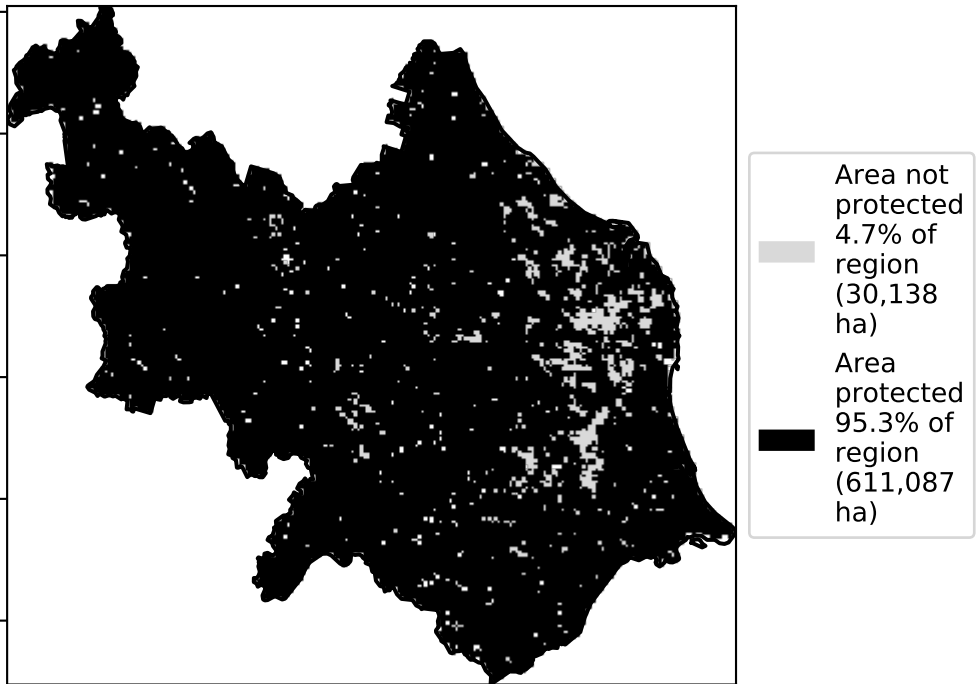 Area not
protected
4.7% of
region
(30,138
ha)
Area
protected
95.3% of
region
(611,087
ha)